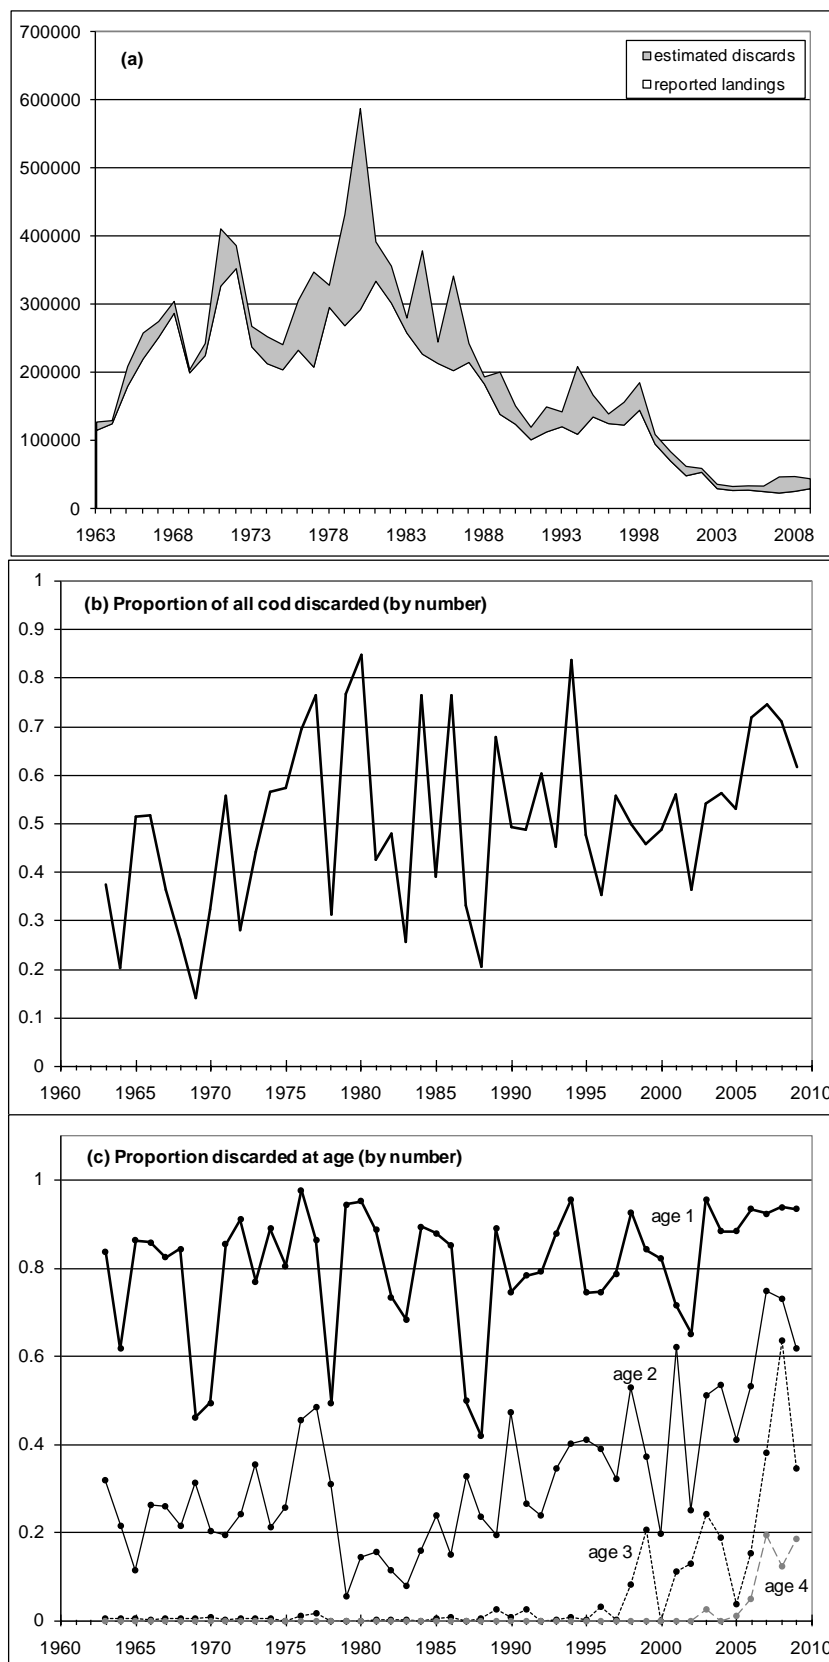 700000
(a)
estimated discards
600000
reported landings
500000
400000
300000
200000
100000
0
1963 1968 1973 1978 1983 1988 1993 1998 2003 2008
1
(b) Proportion of all cod discarded (by number)
0.9
0.8
0.7
0.6
0.5
0.4
0.3
0.2
0.1
0
1960 1965 1970 1975 1980 1985 1990 1995 2000 2005 2010
(c) Proportion discarded at age (by number)
1
age 1
0.8
0.6
age 2
0.4
0.2
age 3
age 4
0
1960 1965 1970 1975 1980 1985 1990 1995 2000 2005 2010